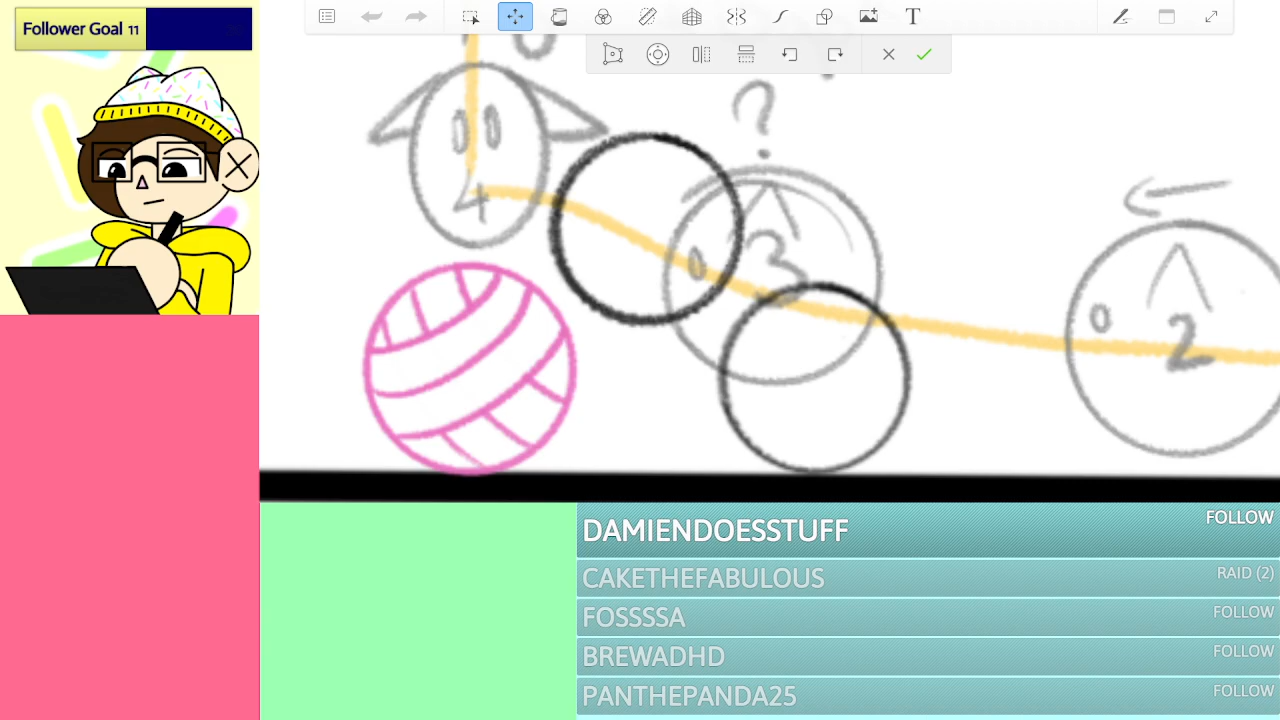 Follower Goal 11
T
?
4
3
2
DAMIENDOESSTUFF FOLLOW
CAKETHEFABULOUS RAID (2)
FOSSSSA FOLLOW
BREWADHD FOLLOW
PANTHEPANDA25 FOLLOW